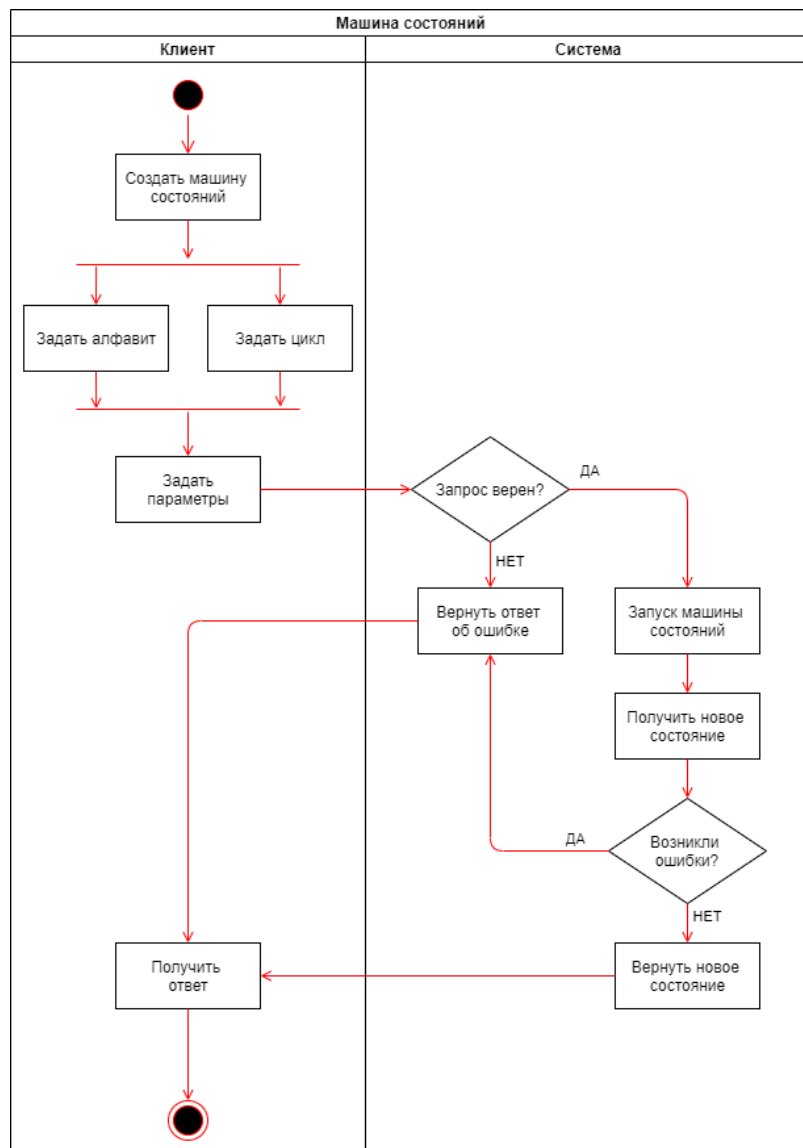 Машина состояний
Клиент
Система
Создать машину
состояний
Задать алфавит
Задать цикл
Задать
параметры
Запрос верен?
ДА
НЕТ
Вернуть ответ
об ошибке
Запуск машины
состояний
Получить новое
состояние
Возникли
ошибки?
ДА
НЕТ
Получить
ответ
Вернуть новое
состояние